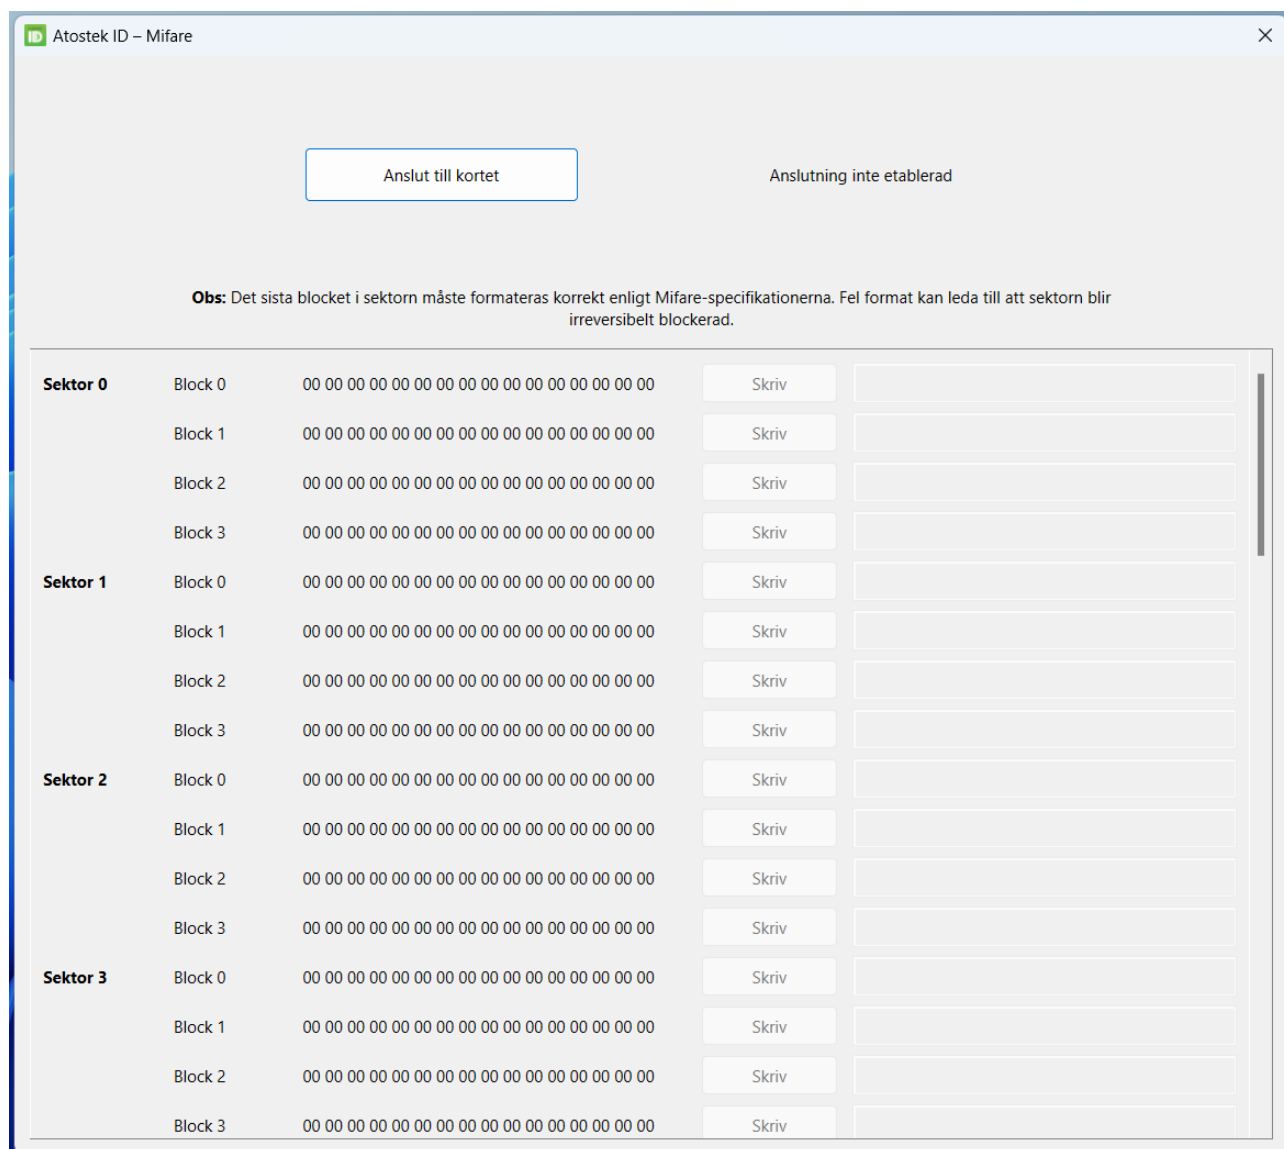 ID Atostek ID – Mifare
Anslut till kortet
Anslutning inte etablerad
Obs: Det sista blocket i sektorn måste formateras korrekt enligt Mifare-specifikationerna. Fel format kan leda till att sektorn blir
irreversibelt blockerad.
Sektor 0 Block 0 00 00 00 00 00 00 00 00 00 00 00 00 00 00 00 00 Skriv
Block 1 00 00 00 00 00 00 00 00 00 00 00 00 00 00 00 00 Skriv
Block 2 00 00 00 00 00 00 00 00 00 00 00 00 00 00 00 00 Skriv
Block 3 00 00 00 00 00 00 00 00 00 00 00 00 00 00 00 00 Skriv
Sektor 1 Block 0 00 00 00 00 00 00 00 00 00 00 00 00 00 00 00 00 Skriv
Block 1 00 00 00 00 00 00 00 00 00 00 00 00 00 00 00 00 Skriv
Block 2 00 00 00 00 00 00 00 00 00 00 00 00 00 00 00 00 Skriv
Block 3 00 00 00 00 00 00 00 00 00 00 00 00 00 00 00 00 Skriv
Sektor 2 Block 0 00 00 00 00 00 00 00 00 00 00 00 00 00 00 00 00 Skriv
Block 1 00 00 00 00 00 00 00 00 00 00 00 00 00 00 00 00 Skriv
Block 2 00 00 00 00 00 00 00 00 00 00 00 00 00 00 00 00 Skriv
Block 3 00 00 00 00 00 00 00 00 00 00 00 00 00 00 00 00 Skriv
Sektor 3 Block 0 00 00 00 00 00 00 00 00 00 00 00 00 00 00 00 00 Skriv
Block 1 00 00 00 00 00 00 00 00 00 00 00 00 00 00 00 00 Skriv
Block 2 00 00 00 00 00 00 00 00 00 00 00 00 00 00 00 00 Skriv
Block 3 00 00 00 00 00 00 00 00 00 00 00 00 00 00 00 00 Skriv